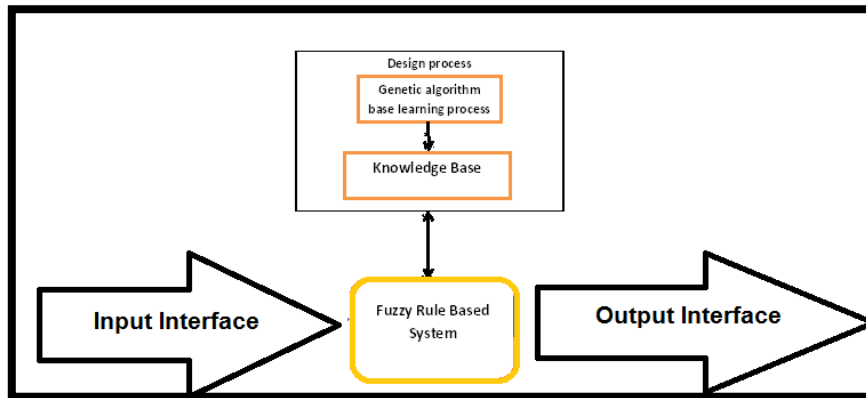 Design process
Genetic algorithm
base learning process
Knowledge Base
Input Interface
Fuzzy Rule Based
System
Output Interface